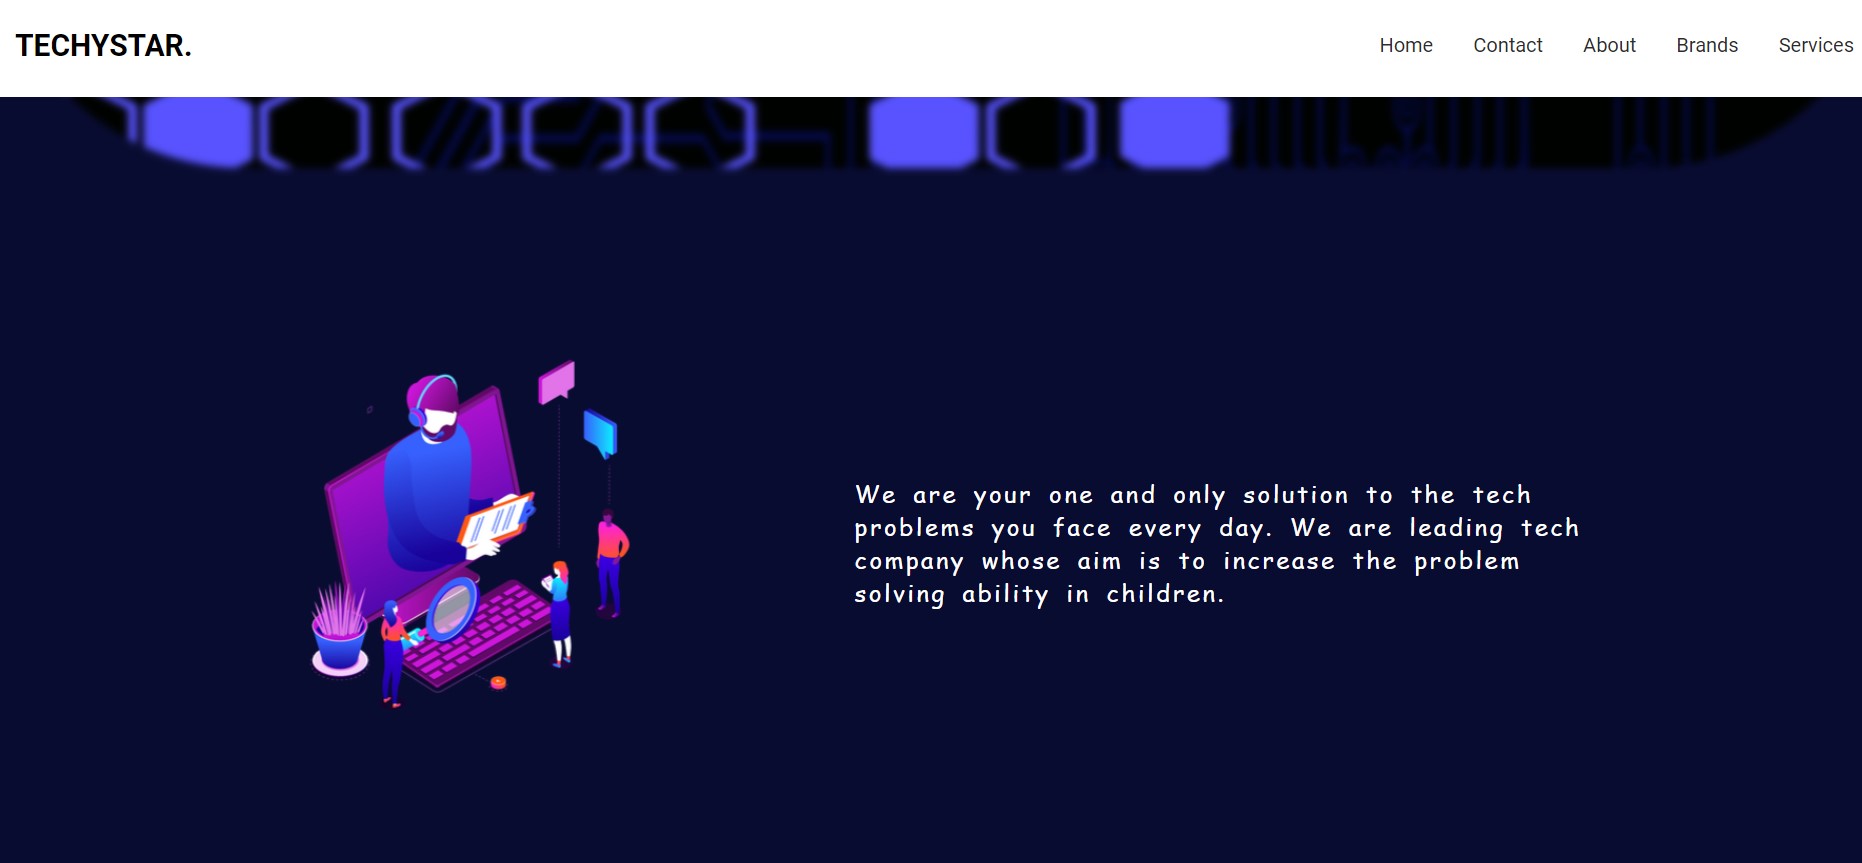 TECHYSTAR.
Home Contact About Brands Services
We are your one and only solution to the tech
problems you face every day. We are leading tech
company whose aim is to increase the problem
solving ability in children.